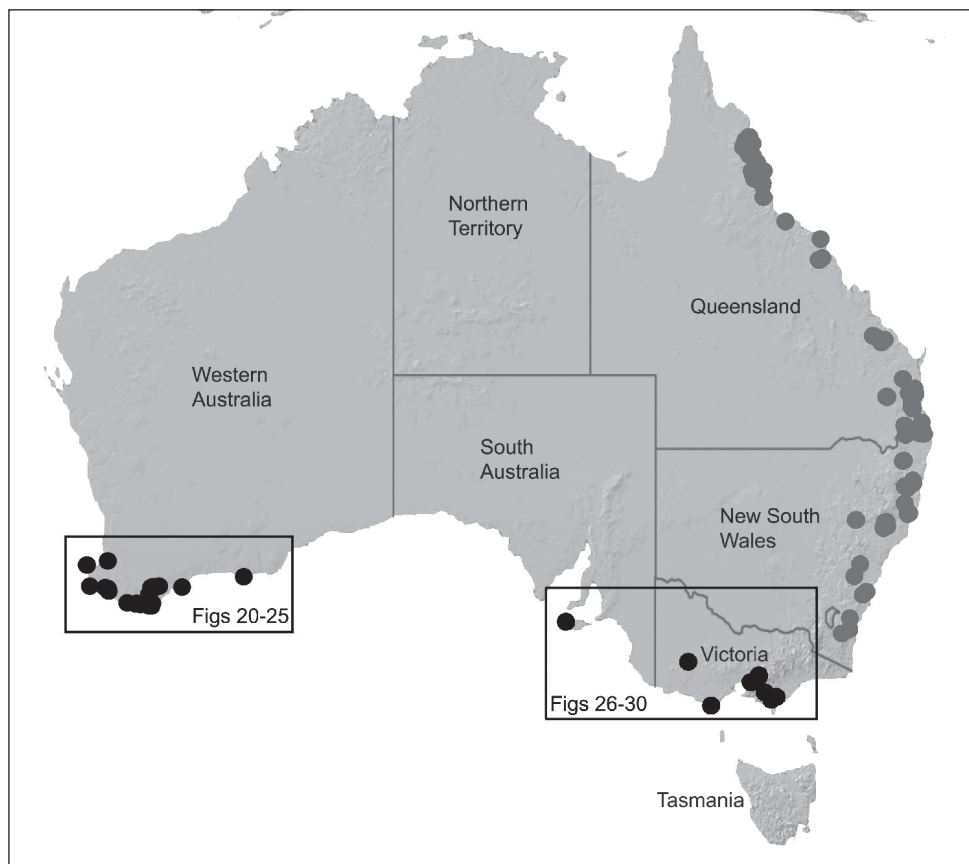 Northern
Territory
Queensland
Western
Australia
South
Australia
New South
Wales
Figs 20-25
Victoria
Figs 26-30
Tasmania